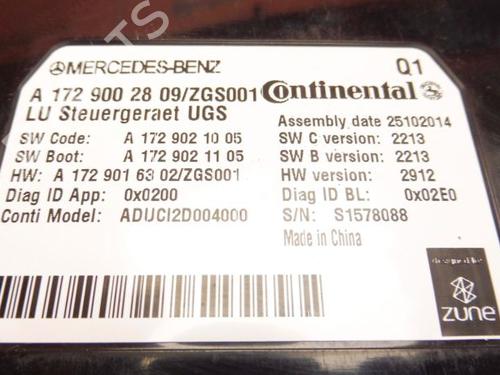 MERCEDES-BENZ Q1
A 172 900 28 09/ZGS001 Continental
LU Steuergeraet UGS Assembly date 25102014
SW Code: A 172 902 10 05 SW C version: 2213
SW Boot: A 172 902 11 05 SW B version: 2213
HW: A 172 901 63 02/ZGS001 HW version: 2912
Diag ID App: 0x0200 Diag ID BL: 0x02E0
Conti Model: ADUCI2D004000 S/N: S1578088
Made in China
designed for
zune